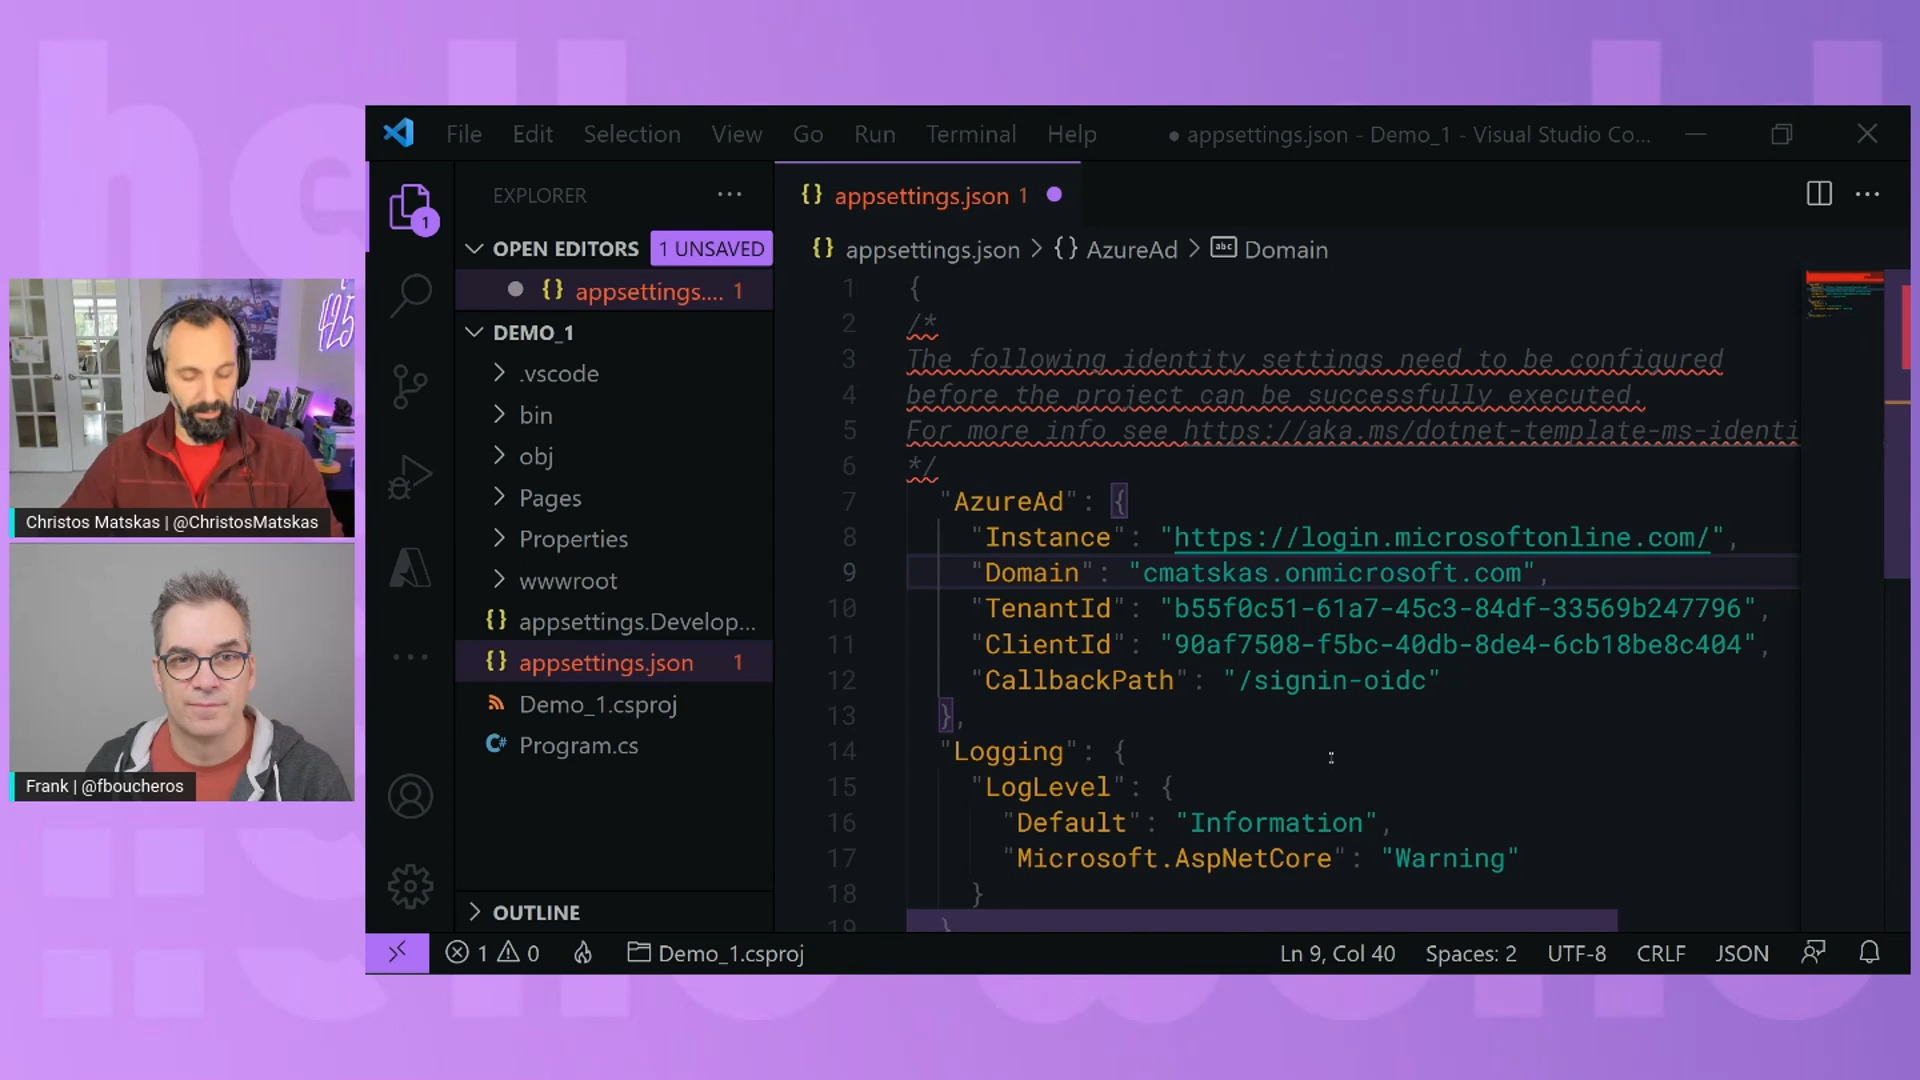 File Edit Selection View Go Run Terminal Help
● appsettings.json - Demo_1 - Visual Studio Co...
EXPLORER
1
OPEN EDITORS
1 UNSAVED
appsettings.... 1
DEMO_1
.vscode
bin
obj
Pages
Properties
wwwroot
appsettings.Develop...
appsettings.json 1
Demo_1.csproj
Program.cs
OUTLINE
{} appsettings.json 1
{} appsettings.json > {} AzureAd > abc Domain
1 {
2 /*
3 The following identity settings need to be configured
4 before the project can be successfully executed.
5 For more info see https://aka.ms/dotnet-template-ms-identi
6 */
7 "AzureAd": {
8 "Instance": "https://login.microsoftonline.com/",
9 "Domain": "cmatskas.onmicrosoft.com",
10 "TenantId": "b55f0c51-61a7-45c3-84df-33569b247796",
11 "ClientId": "90af7508-f5bc-40db-8de4-6cb18be8c404",
12 "CallbackPath": "/signin-oidc"
13 },
14 "Logging": {
15 "LogLevel": {
16 "Default": "Information",
17 "Microsoft.AspNetCore": "Warning"
18 }
19 }
1 0 Demo_1.csproj
Ln 9, Col 40 Spaces: 2 UTF-8 CRLF JSON
Christos Matskas | @ChristosMatskas
Frank | @fboucheros